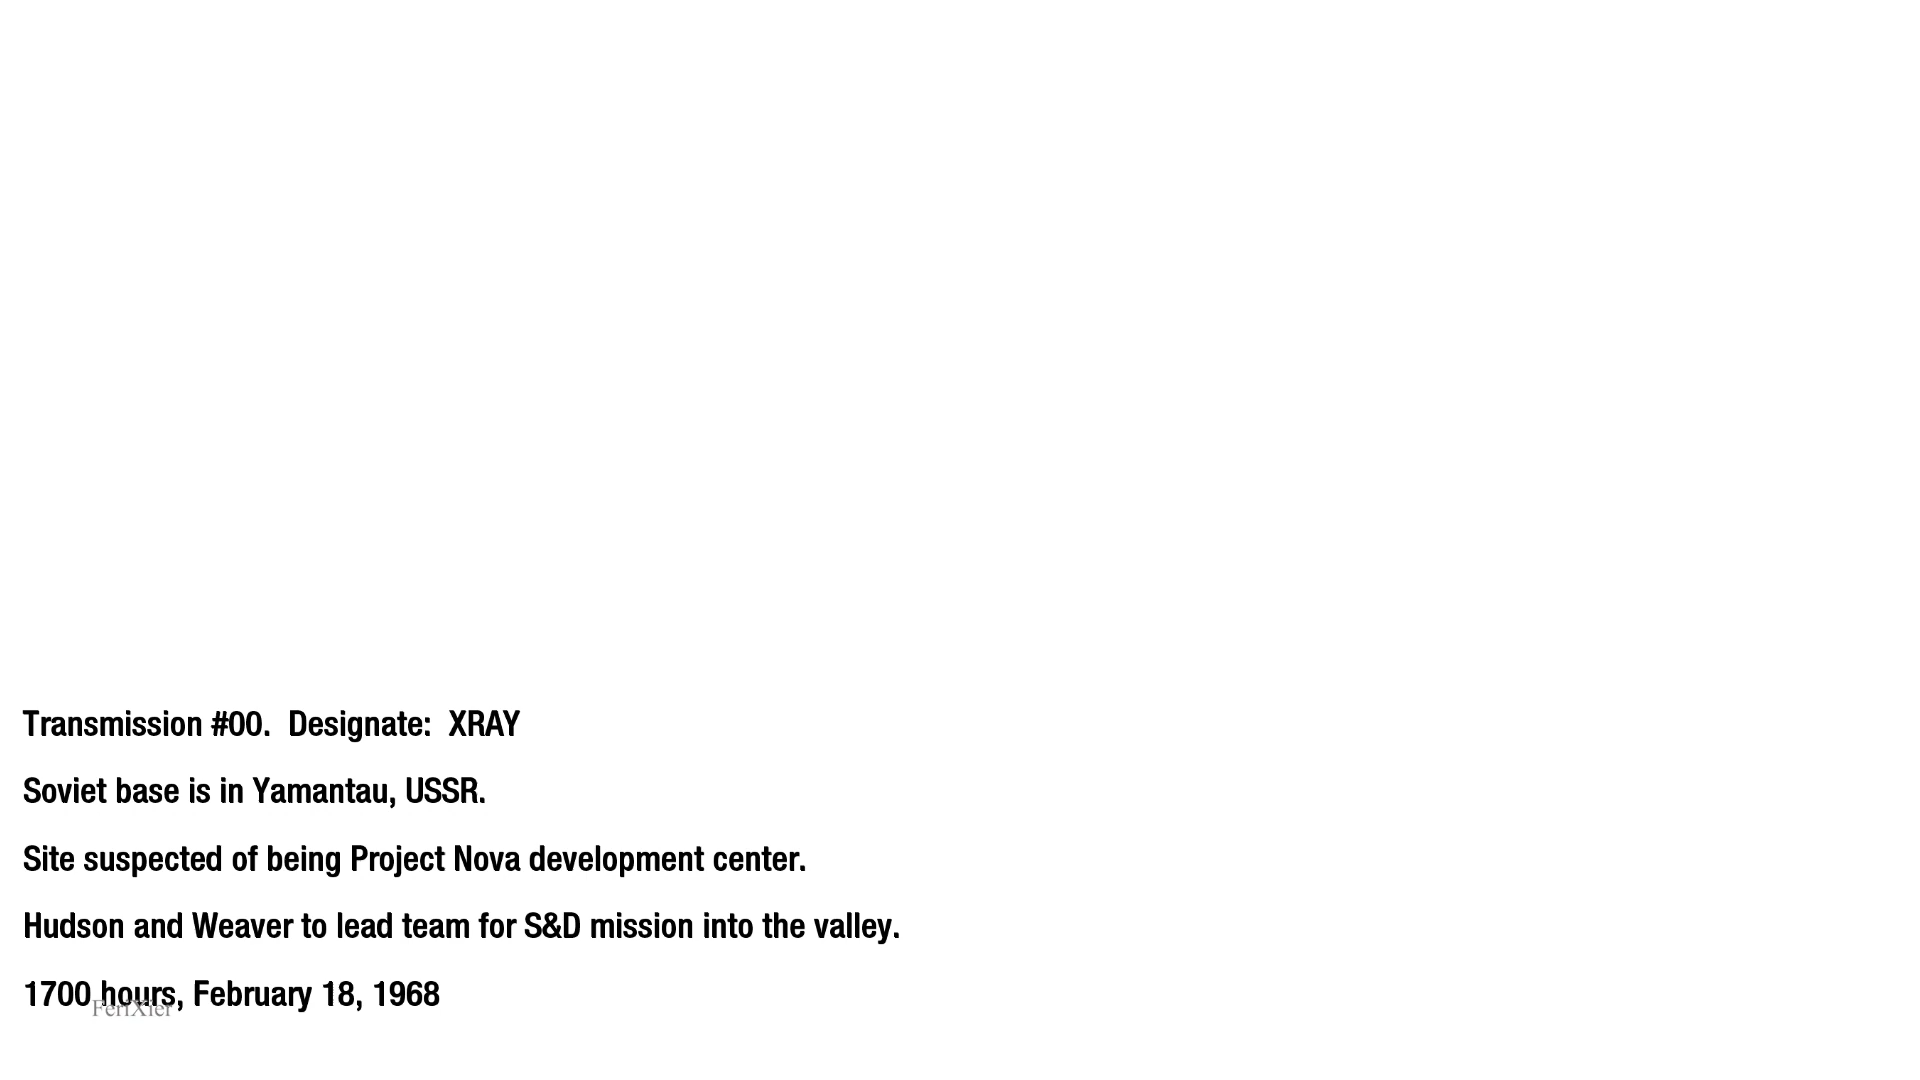 Transmission #00.  Designate:  XRAY
Soviet base is in Yamantau, USSR.
Site suspected of being Project Nova development center.
Hudson and Weaver to lead team for S&D mission into the valley.
1700 hours, February 18, 1968
FeriXier